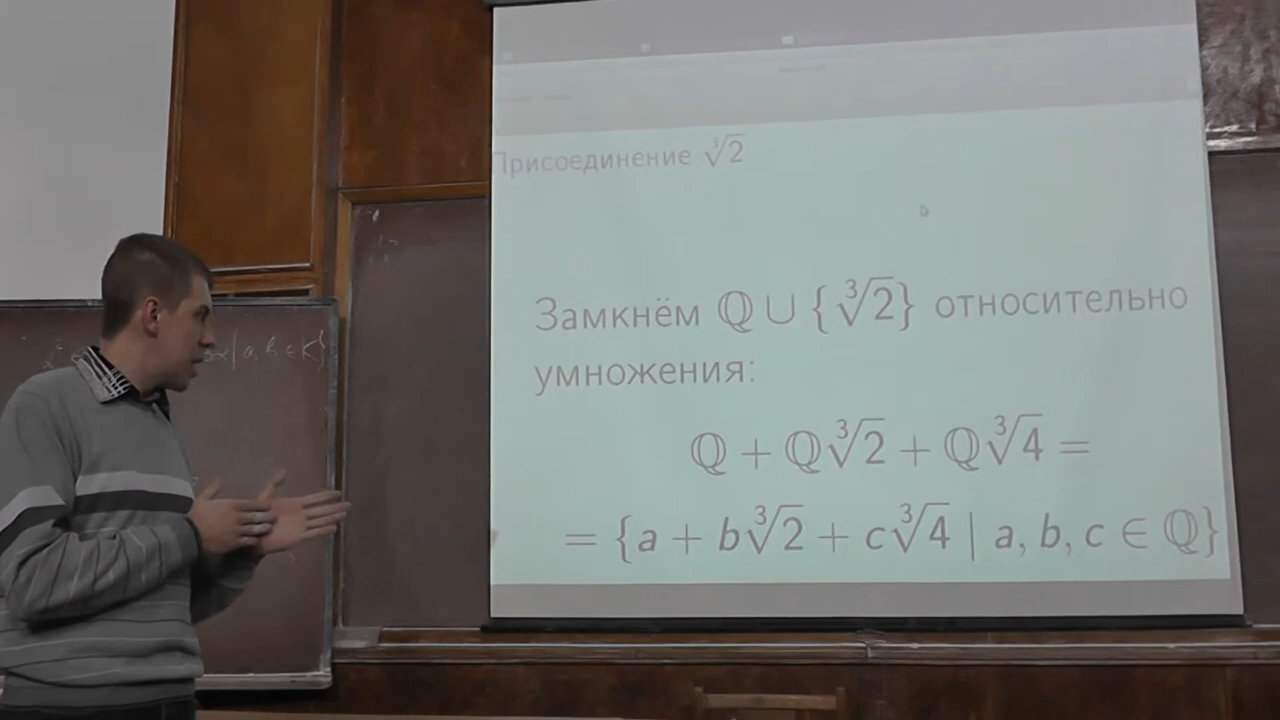 Присоединение ∛2
Замкнём ℚ ∪ {∛2} относительно
умножения:
ℚ + ℚ∛2 + ℚ∛4 =
= {a + b∛2 + c∛4 | a, b, c ∈ ℚ}
| a, b ∈ K}